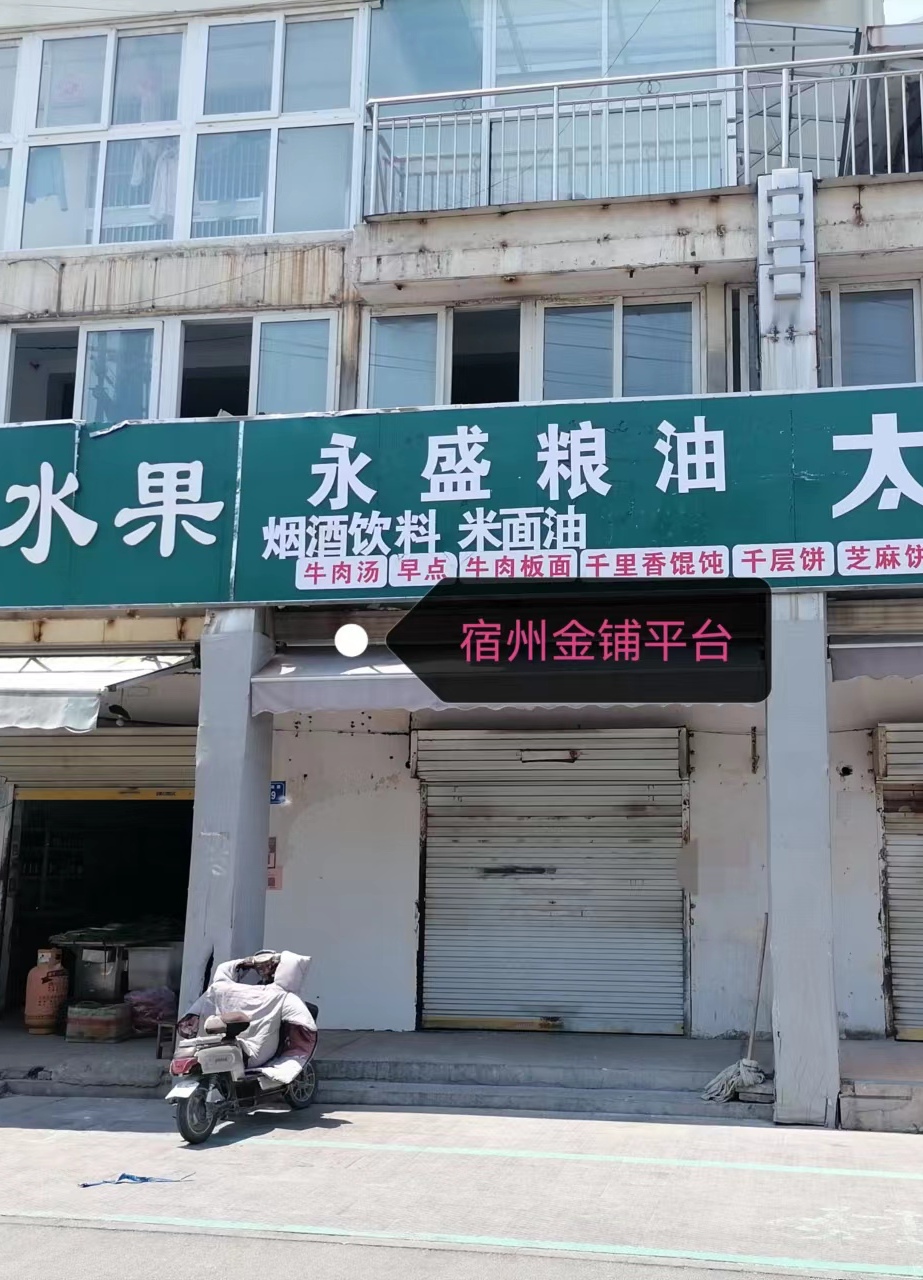 水果
永盛粮油
太
烟酒饮料 米面油
牛肉汤 早点 牛肉板面 千里香馄饨 千层饼 芝麻饼
宿州金铺平台
9